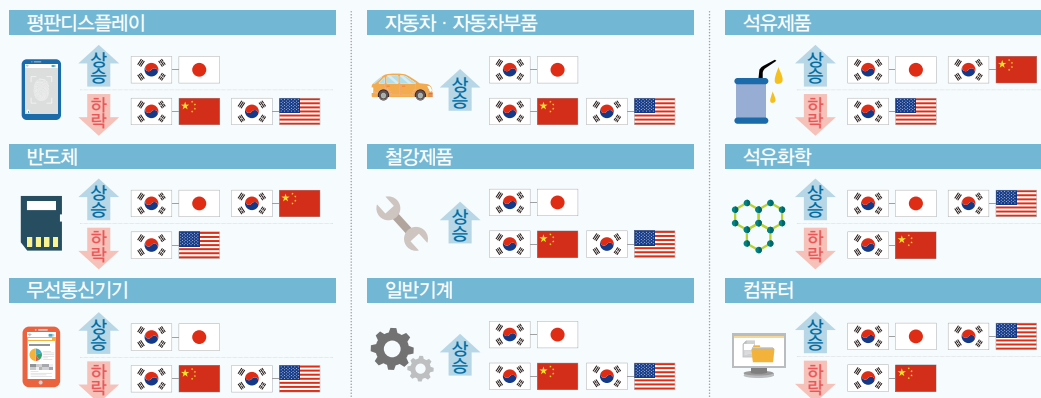 평판디스플레이
상승
하락
자동차 · 자동차부품
상승
석유제품
상승
하락
반도체
상승
하락
철강제품
상승
석유화학
상승
하락
무선통신기기
상승
하락
일반기계
상승
컴퓨터
상승
하락